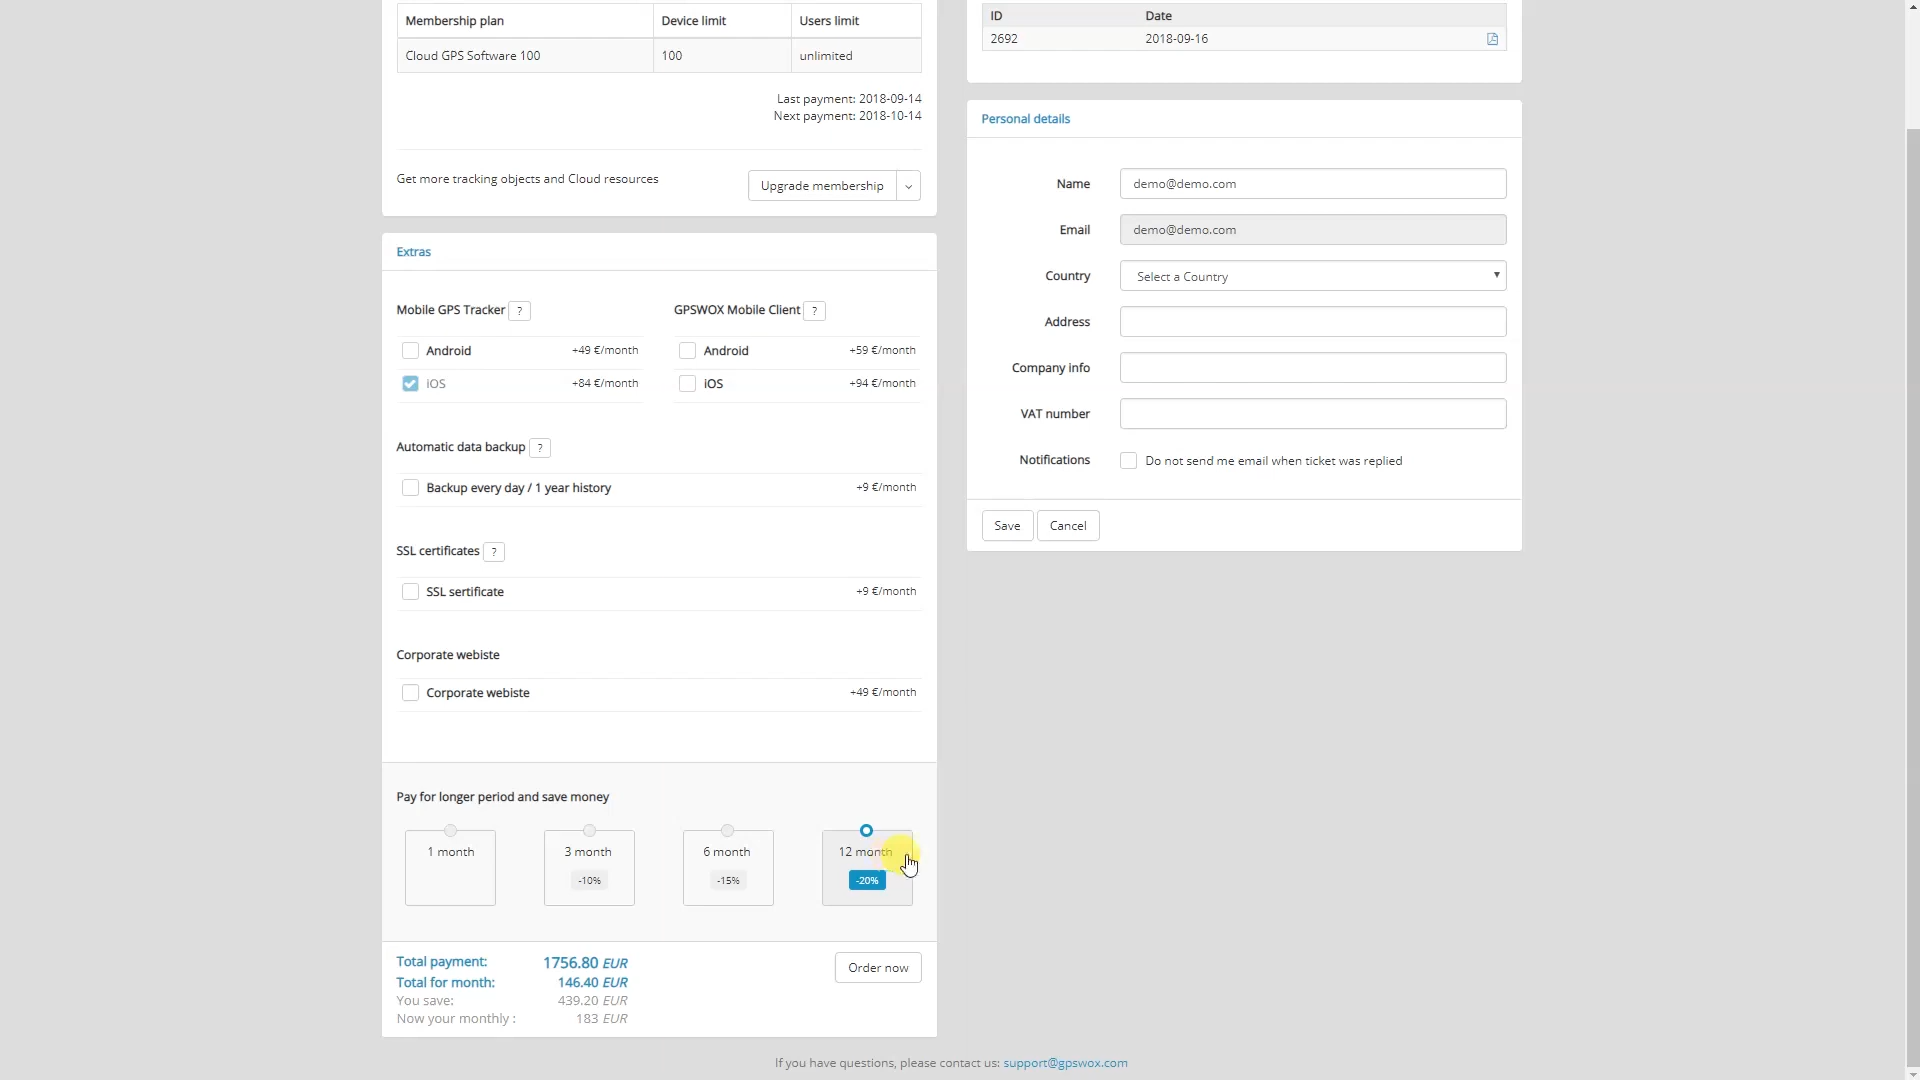 Membership plan Device limit Users limit
Cloud GPS Software 100 100 unlimited
Last payment: 2018-09-14
Next payment: 2018-10-14
Get more tracking objects and Cloud resources
Upgrade membership
Extras
Mobile GPS Tracker ?
Android +49 €/month
iOS +84 €/month
GPSWOX Mobile Client ?
Android +59 €/month
iOS +94 €/month
Automatic data backup ?
Backup every day / 1 year history +9 €/month
SSL certificates ?
SSL sertificate +9 €/month
Corporate webiste
Corporate webiste +49 €/month
Pay for longer period and save money
1 month
3 month
-10%
6 month
-15%
12 month
-20%
Total payment: 1756.80 EUR
Total for month: 146.40 EUR
You save: 439.20 EUR
Now your monthly : 183 EUR
Order now
ID Date
2692 2018-09-16
Personal details
Name demo@demo.com
Email demo@demo.com
Country Select a Country
Address
Company info
VAT number
Notifications Do not send me email when ticket was replied
Save Cancel
If you have questions, please contact us: support@gpswox.com